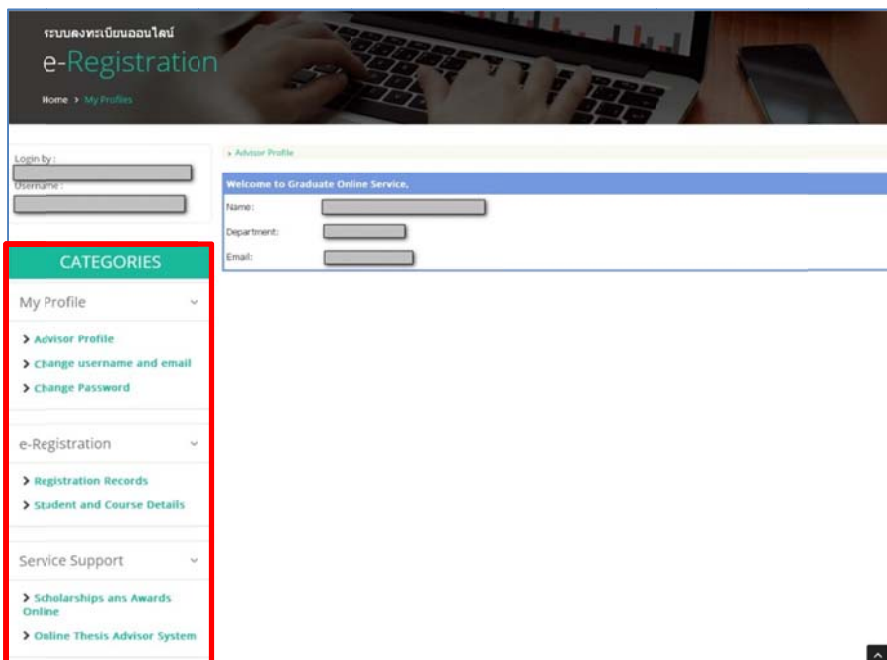 ระบบลงทะเบียนออนไลน์
e-Registration
Home > My Profiles
Login by :
Username :
› Advisor Profile
Welcome to Graduate Online Service,
Name:
Department:
Email:
CATEGORIES
My Profile
Advisor Profile
Change username and email
Change Password
e-Registration
Registration Records
Student and Course Details
Service Support
Scholarships ans Awards
Online
Online Thesis Advisor System